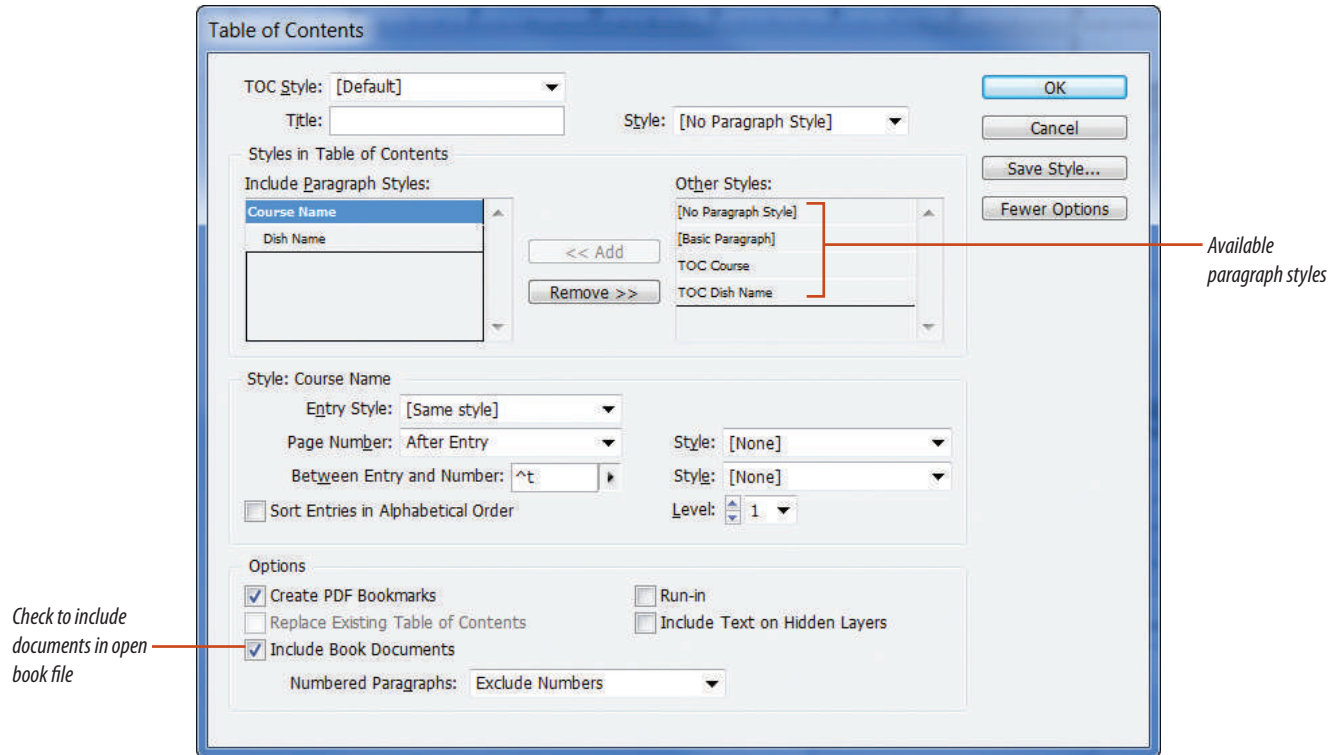 Table of Contents
TOC Style: [Default]
OK
Title:
Style: [No Paragraph Style]
Cancel
Styles in Table of Contents
Save Style...
Include Paragraph Styles:
Other Styles:
Fewer Options
Course Name
Dish Name
<< Add
Remove >>
[No Paragraph Style]
[Basic Paragraph]
TOC Course
TOC Dish Name
Available
paragraph styles
Style: Course Name
Entry Style: [Same style]
Page Number: After Entry
Style: [None]
Between Entry and Number: ^t
Style: [None]
Sort Entries in Alphabetical Order
Level: 1
Options
Create PDF Bookmarks
Run-in
Replace Existing Table of Contents
Include Text on Hidden Layers
Include Book Documents
Numbered Paragraphs: Exclude Numbers
Check to include
documents in open
book file